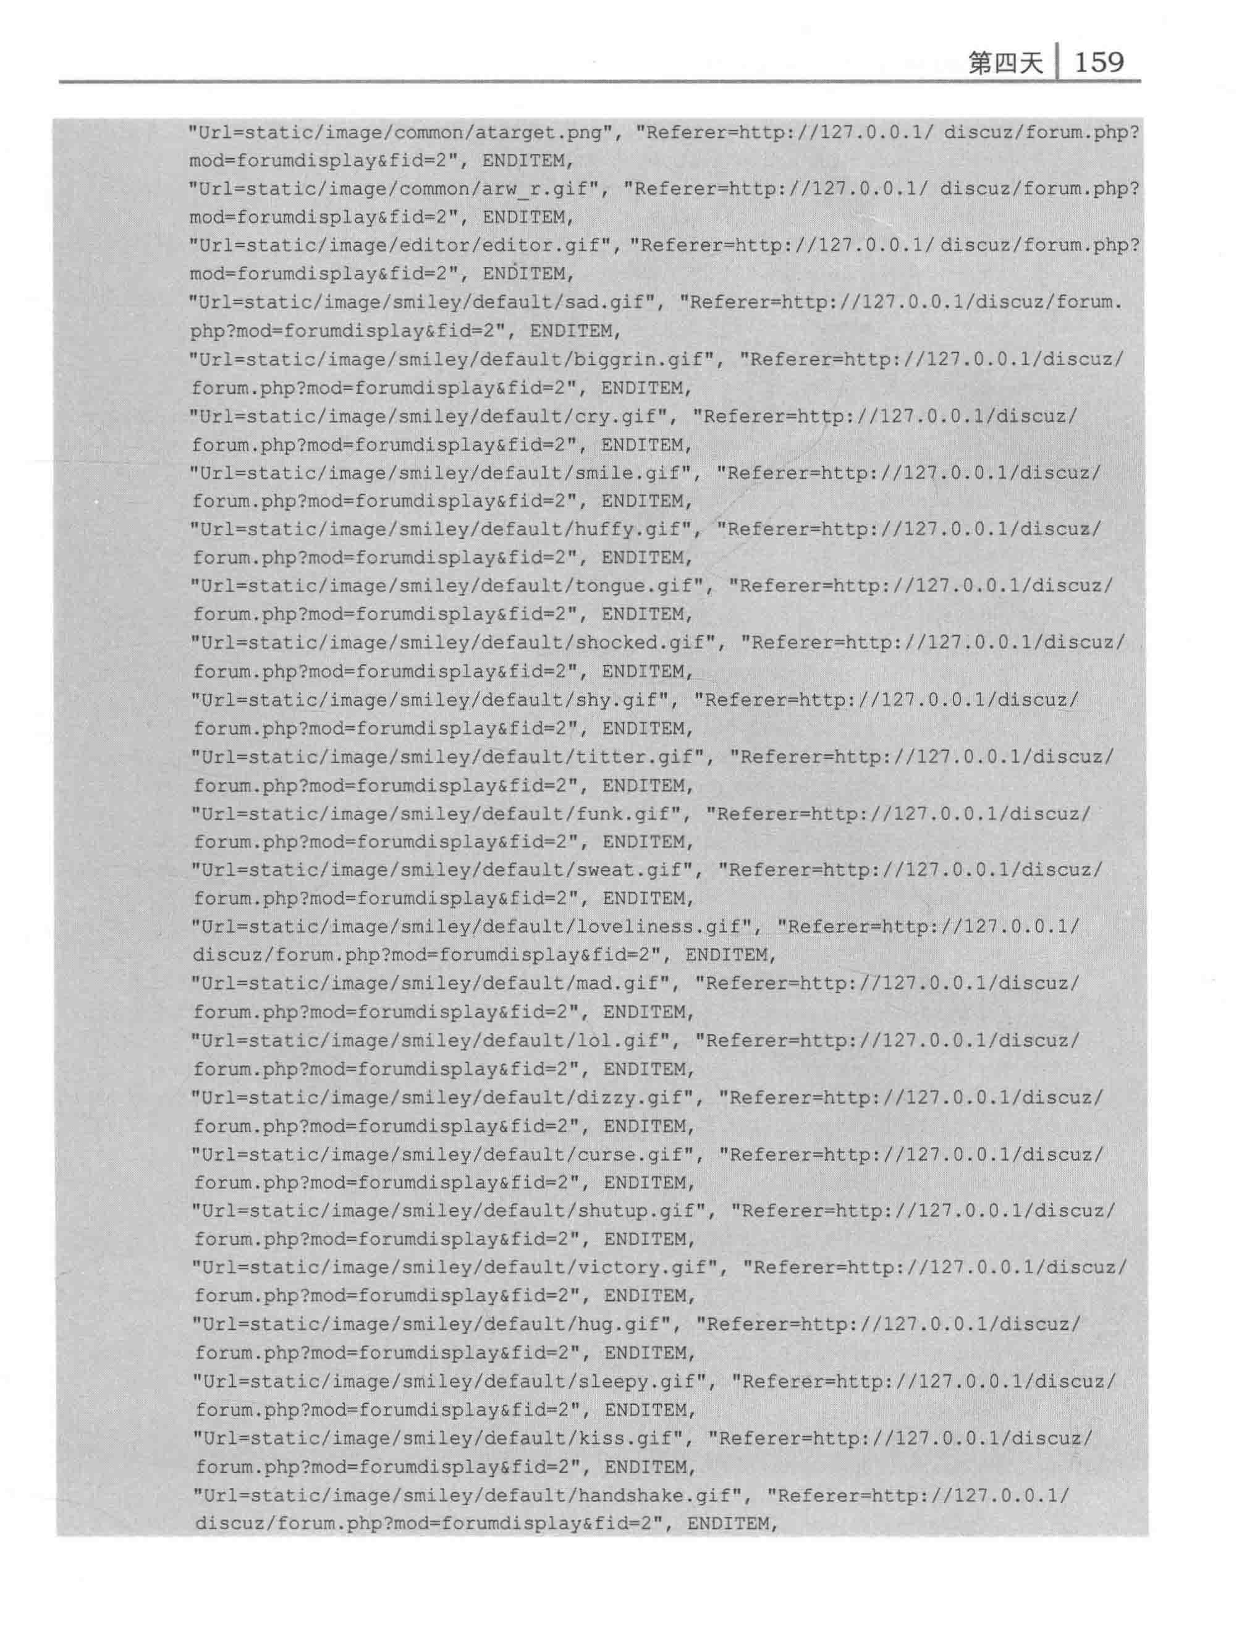 第四天 159
"Url=static/image/common/atarget.png", "Referer=http://127.0.0.1/ discuz/forum.php?
mod=forumdisplay&fid=2", ENDITEM,
"Url=static/image/common/arw_r.gif", "Referer=http://127.0.0.1/ discuz/forum.php?
mod=forumdisplay&fid=2", ENDITEM,
"Url=static/image/editor/editor.gif", "Referer=http://127.0.0.1/ discuz/forum.php?
mod=forumdisplay&fid=2", ENDITEM,
"Url=static/image/smiley/default/sad.gif", "Referer=http://127.0.0.1/discuz/forum.
php?mod=forumdisplay&fid=2", ENDITEM,
"Url=static/image/smiley/default/biggrin.gif", "Referer=http://127.0.0.1/discuz/
forum.php?mod=forumdisplay&fid=2", ENDITEM,
"Url=static/image/smiley/default/cry.gif", "Referer=http://127.0.0.1/discuz/
forum.php?mod=forumdisplay&fid=2", ENDITEM,
"Url=static/image/smiley/default/smile.gif", "Referer=http://127.0.0.1/discuz/
forum.php?mod=forumdisplay&fid=2", ENDITEM,
"Url=static/image/smiley/default/huffy.gif", "Referer=http://127.0.0.1/discuz/
forum.php?mod=forumdisplay&fid=2", ENDITEM,
"Url=static/image/smiley/default/tongue.gif", "Referer=http://127.0.0.1/discuz/
forum.php?mod=forumdisplay&fid=2", ENDITEM,
"Url=static/image/smiley/default/shocked.gif", "Referer=http://127.0.0.1/discuz/
forum.php?mod=forumdisplay&fid=2", ENDITEM,
"Url=static/image/smiley/default/shy.gif", "Referer=http://127.0.0.1/discuz/
forum.php?mod=forumdisplay&fid=2", ENDITEM,
"Url=static/image/smiley/default/titter.gif", "Referer=http://127.0.0.1/discuz/
forum.php?mod=forumdisplay&fid=2", ENDITEM,
"Url=static/image/smiley/default/funk.gif", "Referer=http://127.0.0.1/discuz/
forum.php?mod=forumdisplay&fid=2", ENDITEM,
"Url=static/image/smiley/default/sweat.gif", "Referer=http://127.0.0.1/discuz/
forum.php?mod=forumdisplay&fid=2", ENDITEM,
"Url=static/image/smiley/default/loveliness.gif", "Referer=http://127.0.0.1/
discuz/forum.php?mod=forumdisplay&fid=2", ENDITEM,
"Url=static/image/smiley/default/mad.gif", "Referer=http://127.0.0.1/discuz/
forum.php?mod=forumdisplay&fid=2", ENDITEM,
"Url=static/image/smiley/default/lol.gif", "Referer=http://127.0.0.1/discuz/
forum.php?mod=forumdisplay&fid=2", ENDITEM,
"Url=static/image/smiley/default/dizzy.gif", "Referer=http://127.0.0.1/discuz/
forum.php?mod=forumdisplay&fid=2", ENDITEM,
"Url=static/image/smiley/default/curse.gif", "Referer=http://127.0.0.1/discuz/
forum.php?mod=forumdisplay&fid=2", ENDITEM,
"Url=static/image/smiley/default/shutup.gif", "Referer=http://127.0.0.1/discuz/
forum.php?mod=forumdisplay&fid=2", ENDITEM,
"Url=static/image/smiley/default/victory.gif", "Referer=http://127.0.0.1/discuz/
forum.php?mod=forumdisplay&fid=2", ENDITEM,
"Url=static/image/smiley/default/hug.gif", "Referer=http://127.0.0.1/discuz/
forum.php?mod=forumdisplay&fid=2", ENDITEM,
"Url=static/image/smiley/default/sleepy.gif", "Referer=http://127.0.0.1/discuz/
forum.php?mod=forumdisplay&fid=2", ENDITEM,
"Url=static/image/smiley/default/kiss.gif", "Referer=http://127.0.0.1/discuz/
forum.php?mod=forumdisplay&fid=2", ENDITEM,
"Url=static/image/smiley/default/handshake.gif", "Referer=http://127.0.0.1/
discuz/forum.php?mod=forumdisplay&fid=2", ENDITEM,